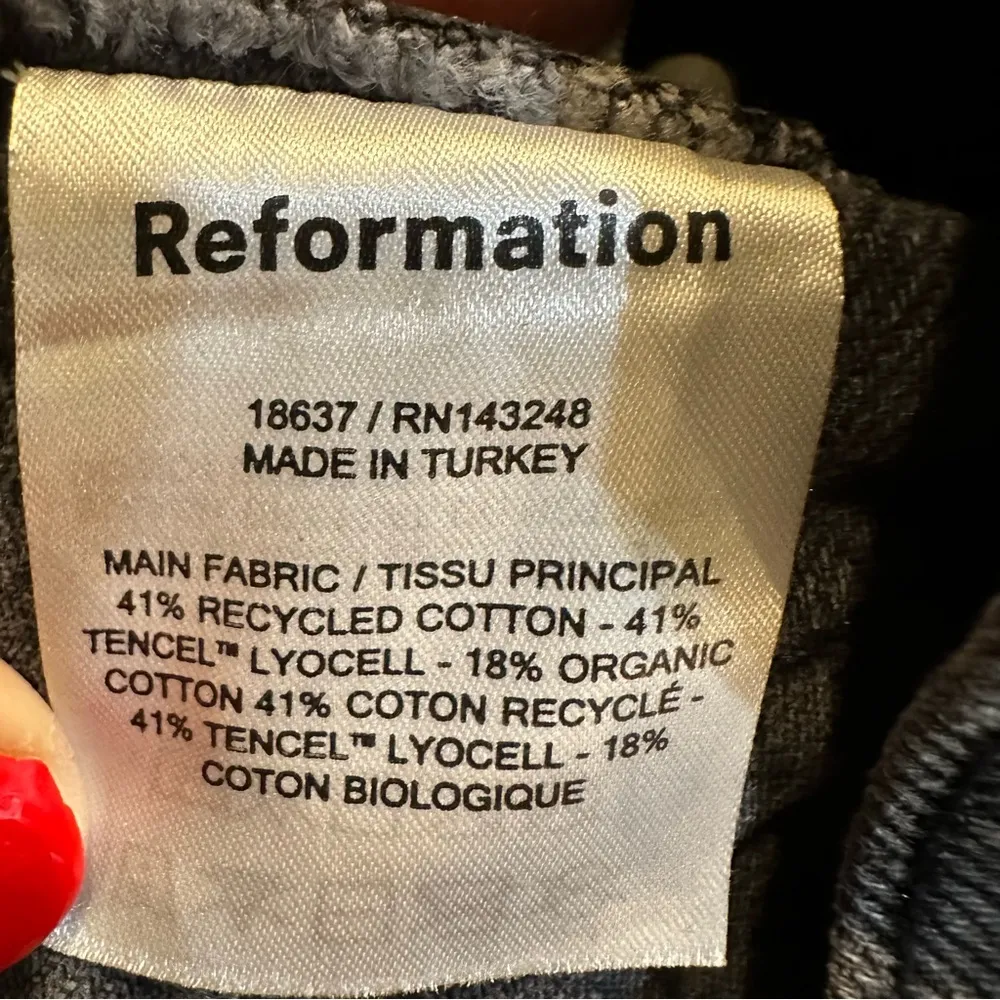 Reformation
18637 / RN143248
MADE IN TURKEY
MAIN FABRIC / TISSU PRINCIPAL
41% RECYCLED COTTON - 41%
TENCEL™ LYOCELL - 18% ORGANIC
COTTON 41% COTON RECYCLÉ -
41% TENCEL™ LYOCELL - 18%
COTON BIOLOGIQUE